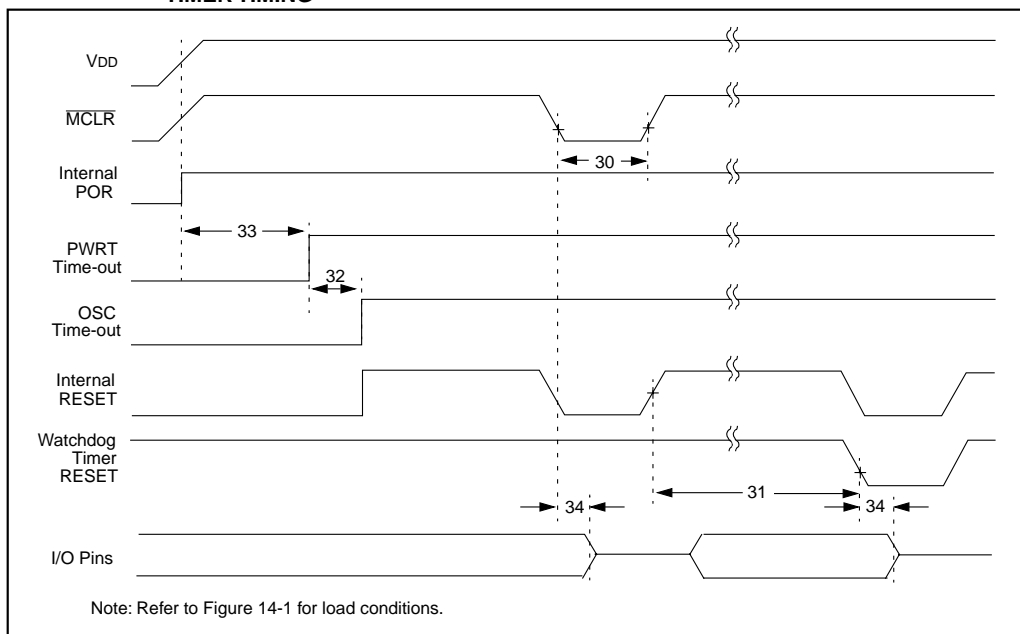 TIMER TIMING
VDD
MCLR
30
Internal
POR
33
PWRT
Time-out
32
OSC
Time-out
Internal
RESET
Watchdog
Timer
RESET
31
34
34
I/O Pins
Note: Refer to Figure 14-1 for load conditions.